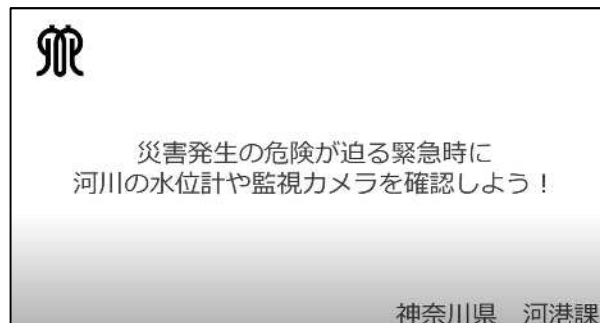 災害発生の危険が迫る緊急時に
河川の水位計や監視カメラを確認しよう！
神奈川県　河港課